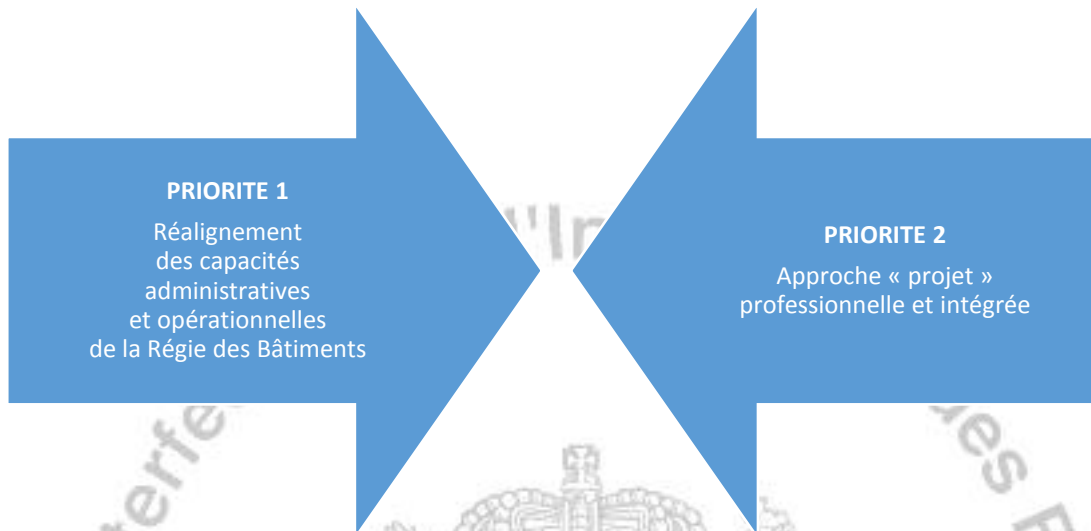 PRIORITE 1
Réalignement
des capacités
administratives
et opérationnelles
de la Régie des Bâtiments
PRIORITE 2
Approche « projet »
professionnelle et intégrée